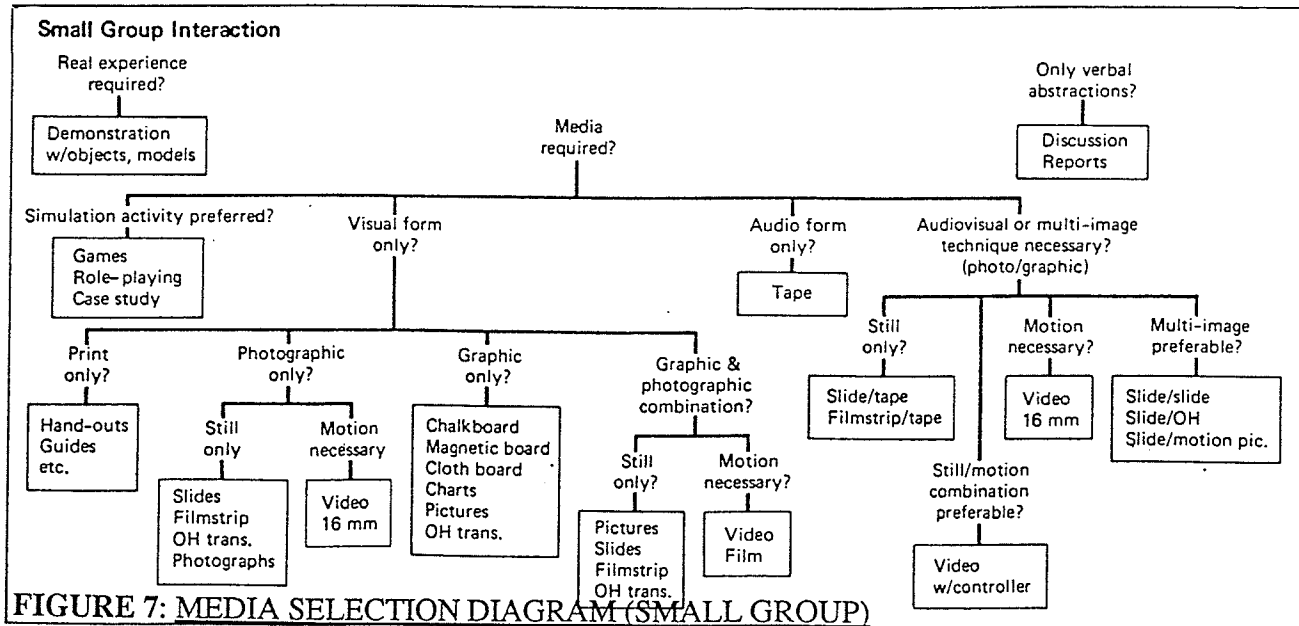 Small Group Interaction
Real experience
required?
Demonstration
w/objects, models
Media
required?
Only verbal
abstractions?
Discussion
Reports
Simulation activity preferred?
Games
Role-playing
Case study
Visual form
only?
Audio form
only?
Tape
Audiovisual or multi-image
technique necessary?
(photo/graphic)
Print
only?
Hand-outs
Guides
etc.
Photographic
only?
Still
only
Slides
Filmstrip
OH trans.
Photographs
Motion
necessary
Video
16 mm
Graphic
only?
Chalkboard
Magnetic board
Cloth board
Charts
Pictures
OH trans.
Graphic &
photographic
combination?
Still
only?
Pictures
Slides
Filmstrip
OH trans.
Motion
necessary?
Video
Film
Still
only?
Slide/tape
Filmstrip/tape
Still/motion
combination
preferable?
Video
w/controller
Motion
necessary?
Video
16 mm
Multi-image
preferable?
Slide/slide
Slide/OH
Slide/motion pic.
FIGURE 7: MEDIA SELECTION DIAGRAM (SMALL GROUP)